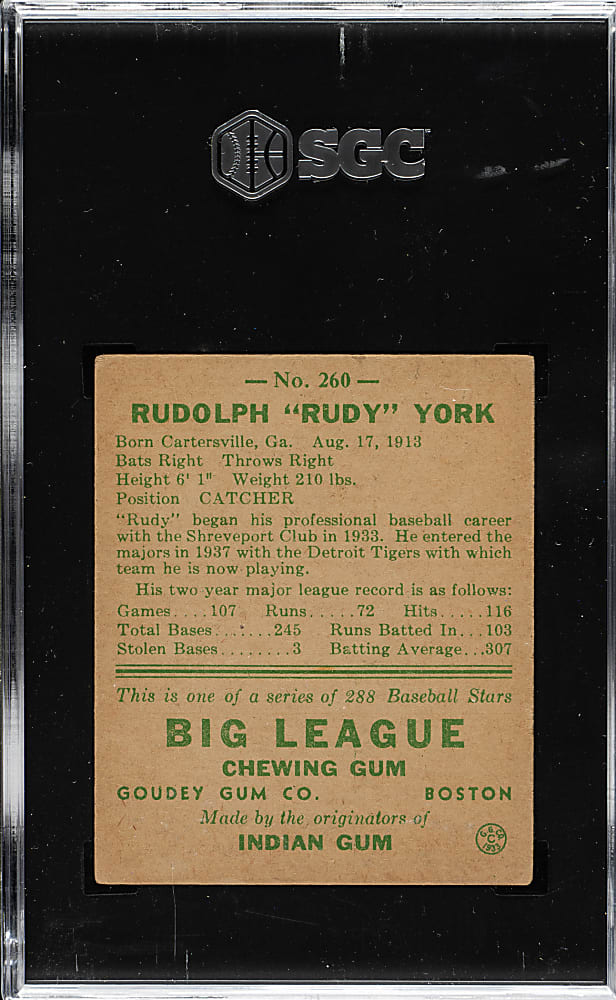 SGC
— No. 260 —
RUDOLPH “RUDY” YORK
Born Cartersville, Ga. Aug. 17, 1913
Bats Right Throws Right
Height 6' 1" Weight 210 lbs.
Position CATCHER
“Rudy” began his professional baseball career
with the Shreveport Club in 1933. He entered the
majors in 1937 with the Detroit Tigers with which
team he is now playing.
His two year major league record is as follows:
Games....107 Runs.....72 Hits.....116
Total Bases.......245 Runs Batted In...103
Stolen Bases........3 Batting Average...307
This is one of a series of 288 Baseball Stars
BIG LEAGUE
CHEWING GUM
GOUDEY GUM CO. BOSTON
Made by the originators of
INDIAN GUM
G.G.CO.
C
1933